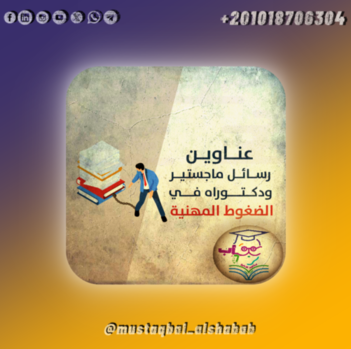 +201018706304
عناوين
رسائل ماجستير
ودكتوراه في
الضغوط المهنية
@mustaqbal_alshabab